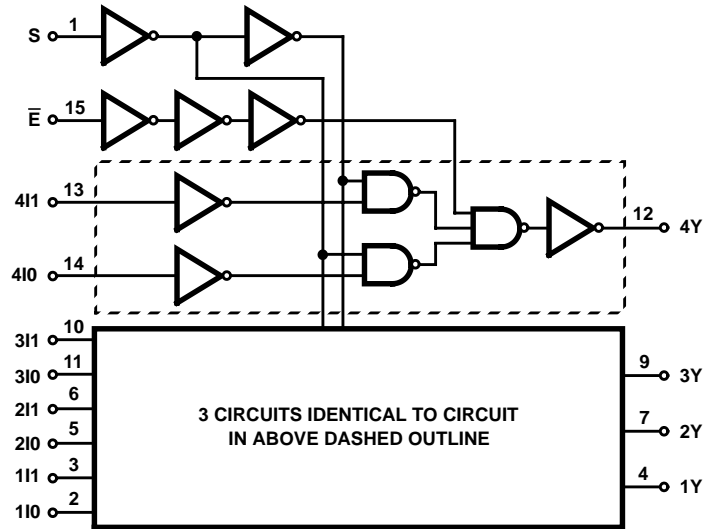 S 1
E̅ 15
4I1 13
4I0 14
12 4Y
3I1 10
3I0 11
2I1 6
2I0 5
1I1 3
1I0 2
3 CIRCUITS IDENTICAL TO CIRCUIT
IN ABOVE DASHED OUTLINE
9 3Y
7 2Y
4 1Y